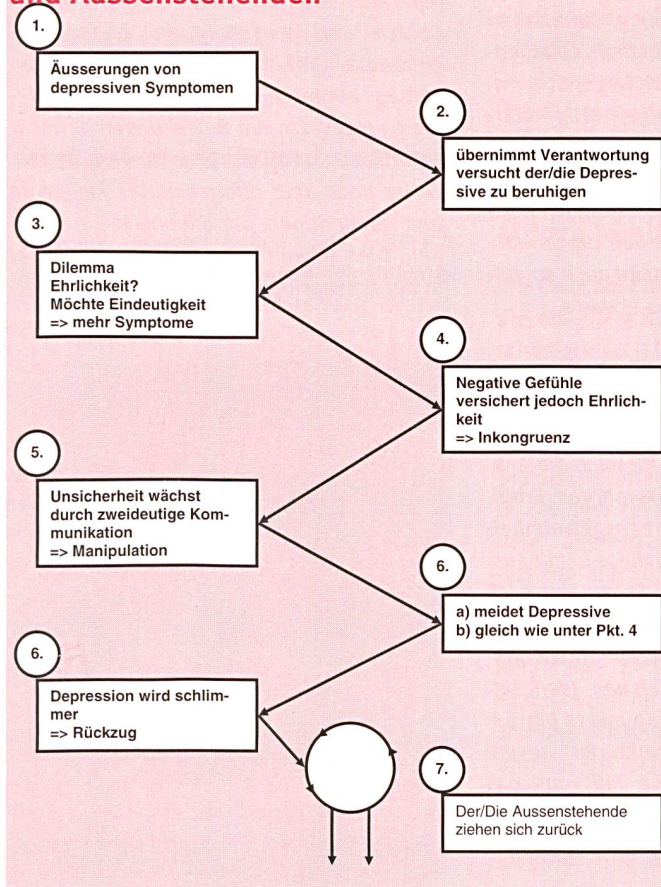 und Aussenstehenden
1.
Äusserungen von
depressiven Symptomen
2.
übernimmt Verantwortung
versucht der/die Depres-
sive zu beruhigen
3.
Dilemma
Ehrlichkeit?
Möchte Eindeutigkeit
=> mehr Symptome
4.
Negative Gefühle
versichert jedoch Ehrlich-
keit
=> Inkongruenz
5.
Unsicherheit wächst
durch zweideutige Kom-
munikation
=> Manipulation
6.
a) meidet Depressive
b) gleich wie unter Pkt. 4
6.
Depression wird schlim-
mer
=> Rückzug
7.
Der/Die Aussenstehende
ziehen sich zurück